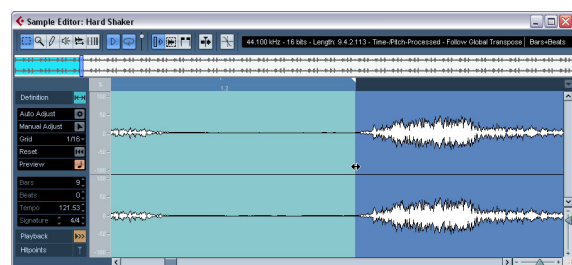 Sample Editor: Hard Shaker
44.100 kHz - 16 bits - Length: 9.4.2.113 - Time-/Pitch-Processed - Follow Global Transpose Bars+Beats
%
1.2
Definition
Auto Adjust
Manual Adjust
Grid 1/16
Reset
Preview
Bars 9
Beats 0
Tempo 121.53
Signature 4/4
Playback
Hitpoints